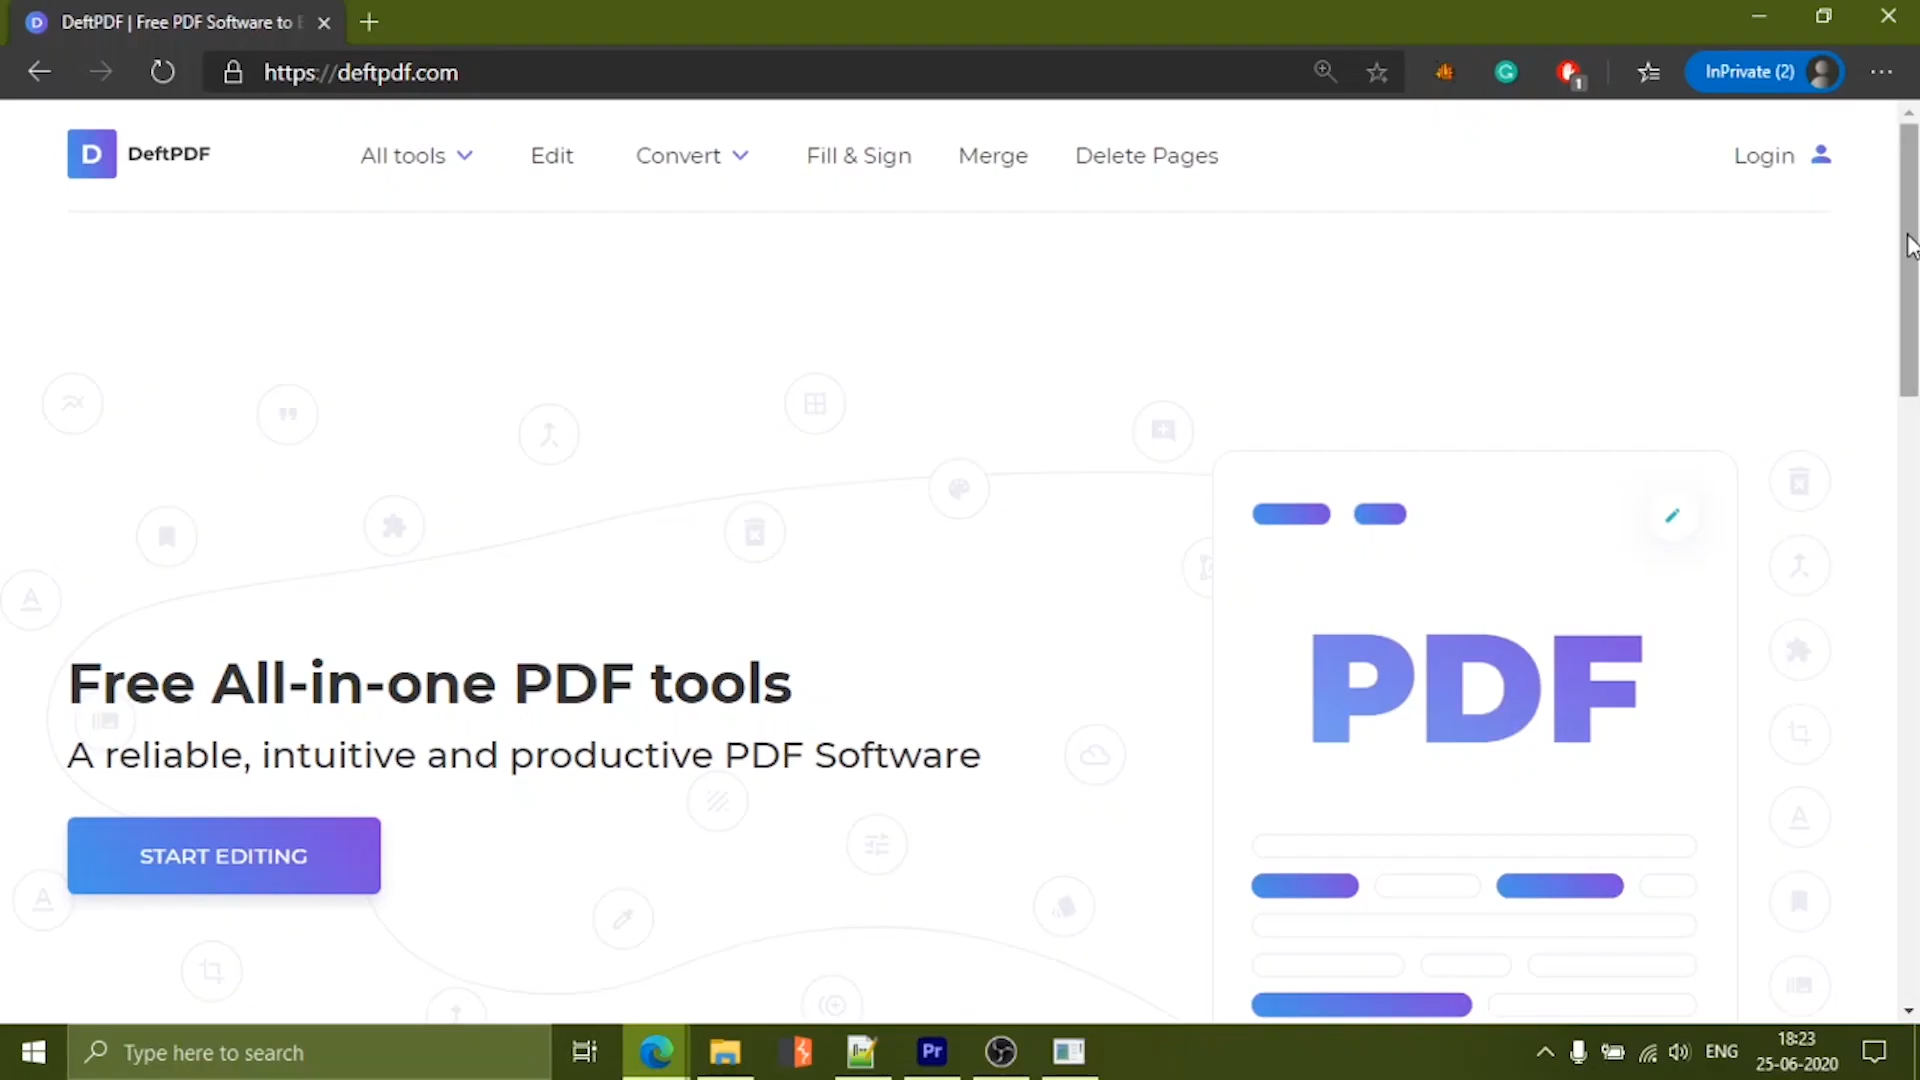 D DeftPDF | Free PDF Software to E
https://deftpdf.com
1
InPrivate (2)
D DeftPDF
All tools
Edit
Convert
Fill & Sign
Merge
Delete Pages
Login
PDF
Free All-in-one PDF tools
A reliable, intuitive and productive PDF Software
START EDITING
Type here to search
Pr
ENG
18:23
25-06-2020